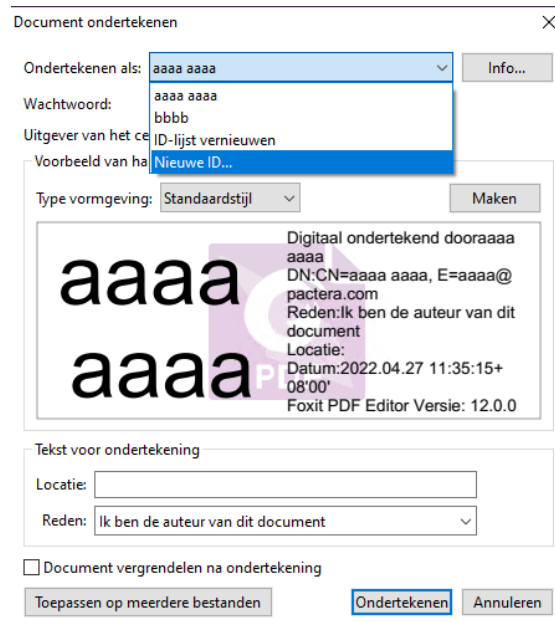 Document ondertekenen
Ondertekenen als: aaaa aaaa
Info...
Wachtwoord:
aaaa aaaa
bbbb
Uitgever van het ce
ID-lijst vernieuwen
Nieuwe ID...
Voorbeeld van ha
Type vormgeving: Standaardstijl
Maken
aaaa
aaaa
Digitaal ondertekend dooraaaa
aaaa
DN:CN=aaaa aaaa, E=aaaa@
pactera.com
Reden:Ik ben de auteur van dit
document
Locatie:
Datum:2022.04.27 11:35:15+
08'00'
Foxit PDF Editor Versie: 12.0.0
PD
Tekst voor ondertekening
Locatie:
Reden: Ik ben de auteur van dit document
Document vergrendelen na ondertekening
Toepassen op meerdere bestanden
Ondertekenen
Annuleren